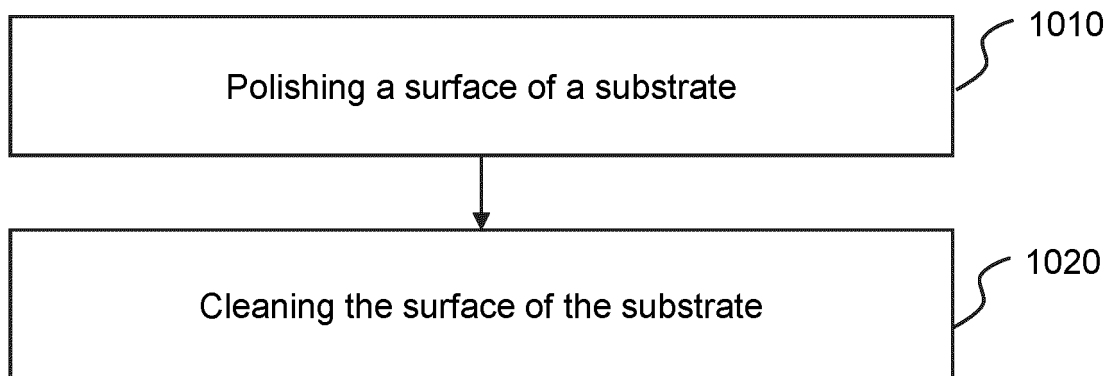 1010
Polishing a surface of a substrate
1020
Cleaning the surface of the substrate